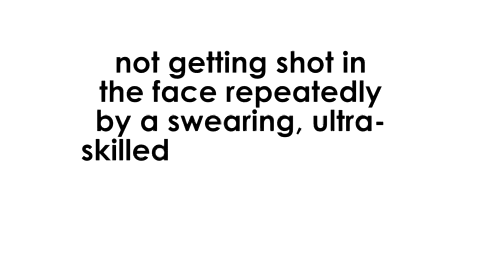 not getting shot in
the face repeatedly
by a swearing, ultra-
skilled